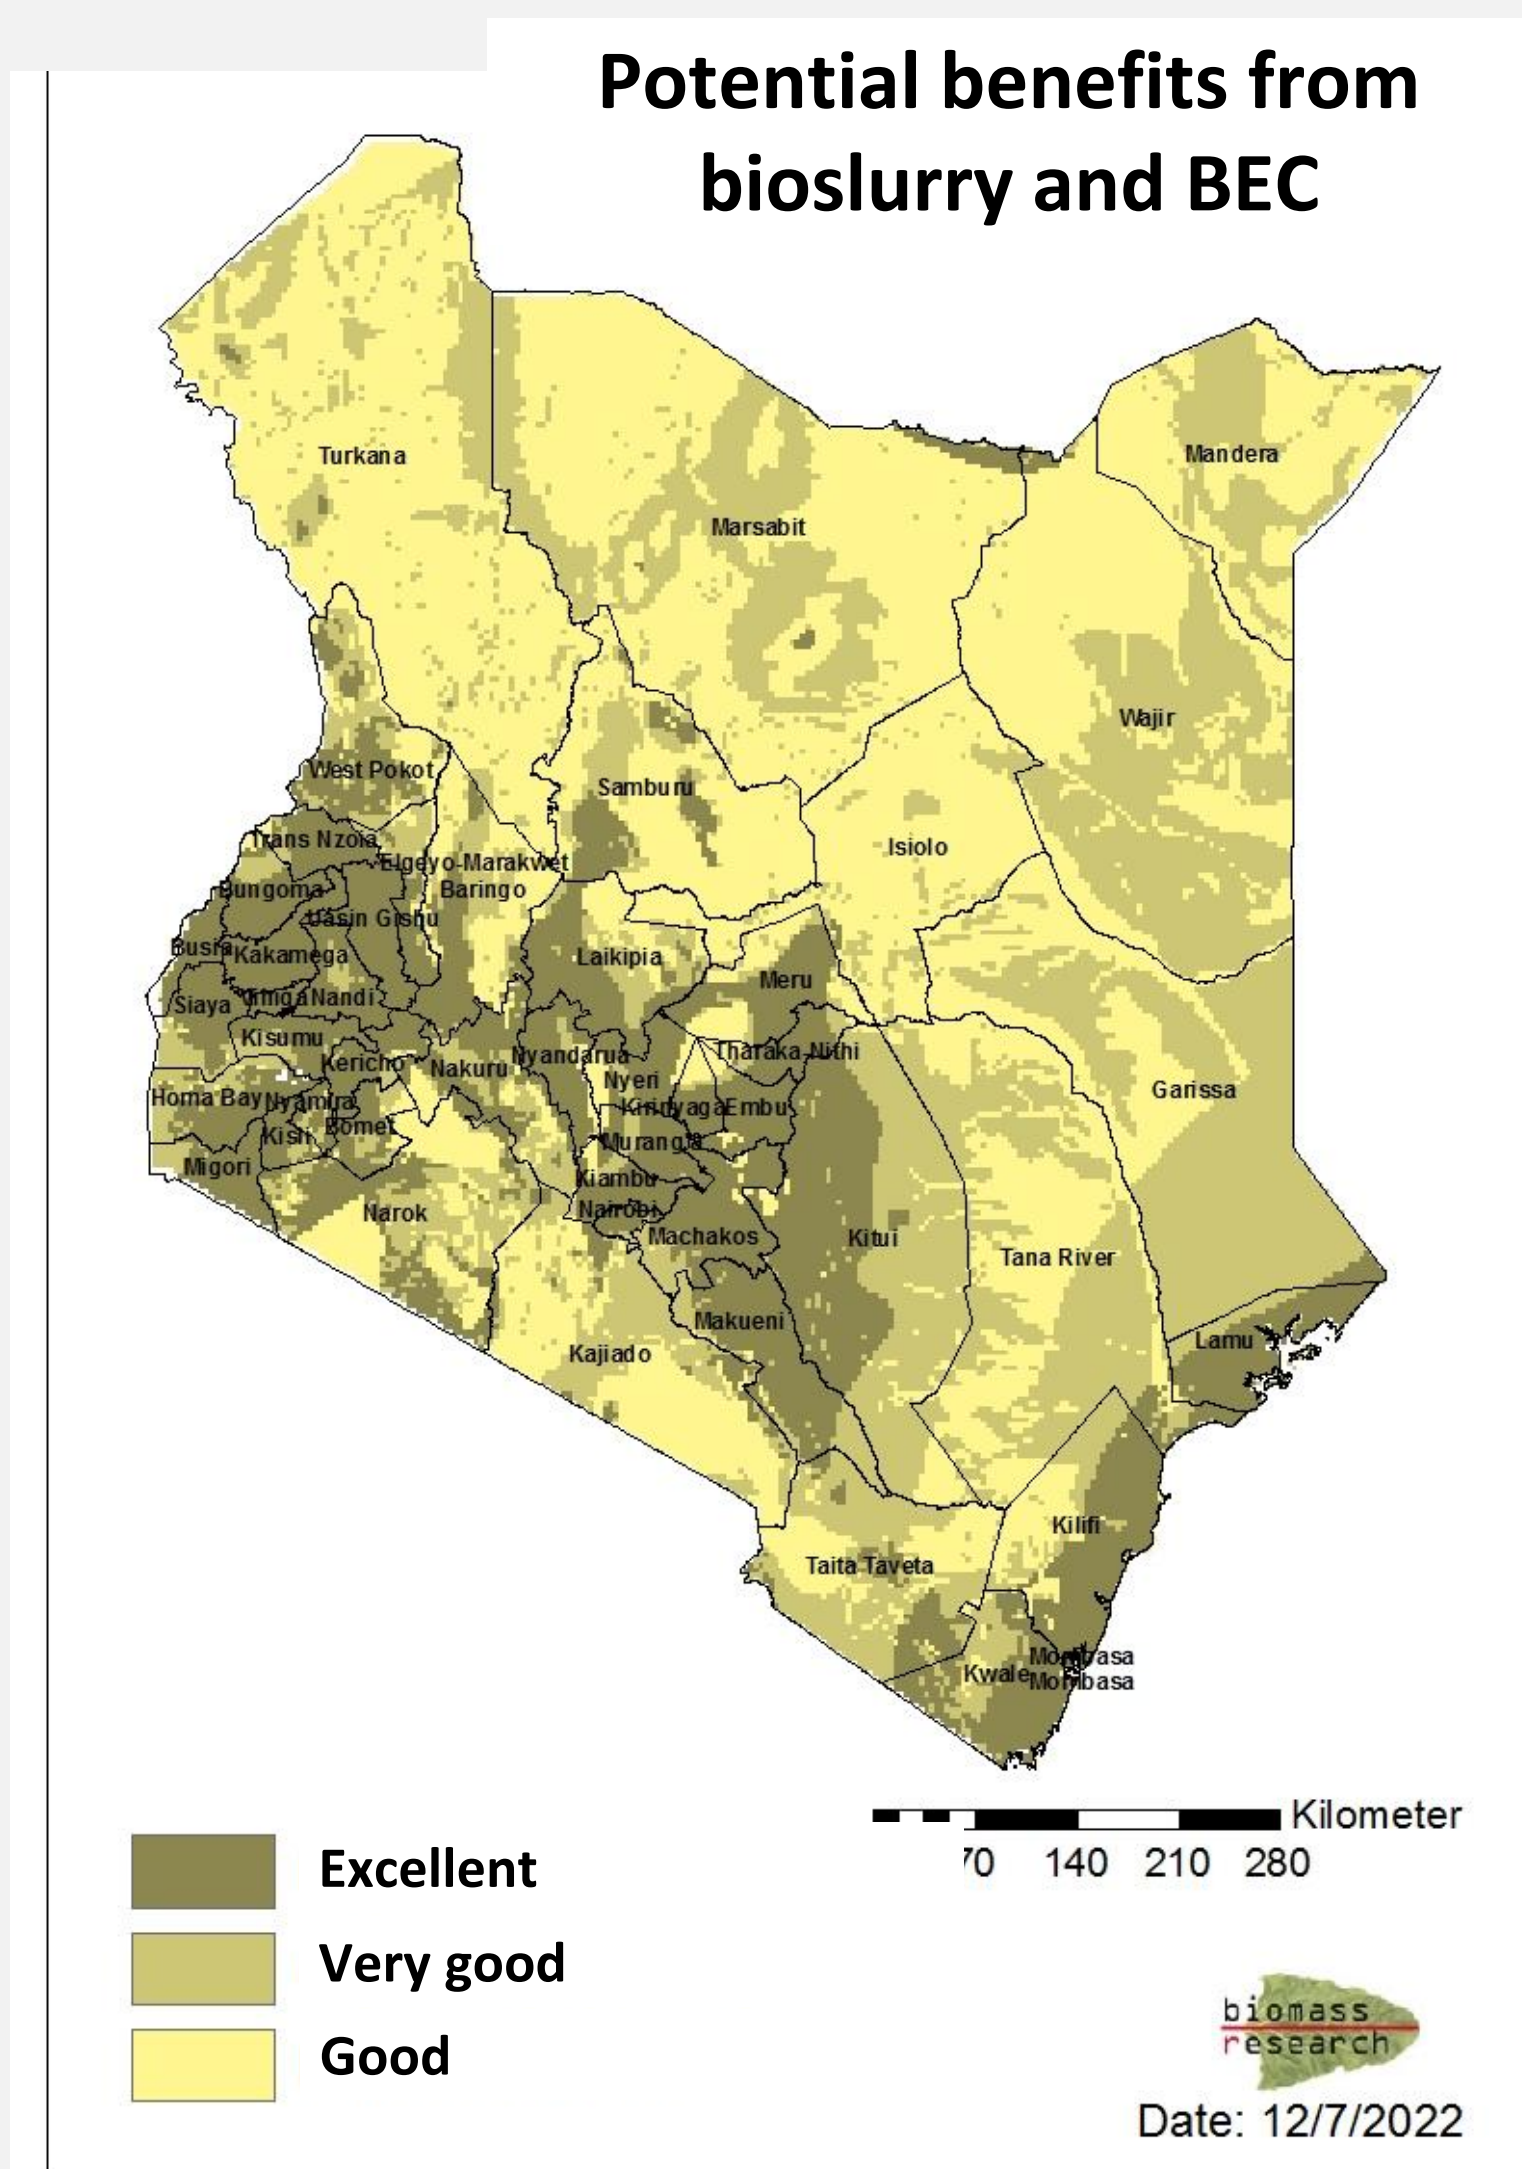 Potential benefits from
bioslurry and BEC
Turkana
Mandera
Marsabit
Wajir
West Pokot
Samburu
Trans Nzoia
Isiolo
Elgeyo-Marakwet
Bungoma
Baringo
Uasin Gishu
Busia
Kakamega
Laikipia
Meru
Siaya
Nandi
Kisumu
Kericho
Nakuru
Nyandarua
Tharaka-Nithi
Nyeri
Garissa
Homa Bay
Nyamira
Kirinyaga
Embu
Bomet
Kisii
Murang'a
Migori
Kiambu
Nairobi
Narok
Machakos
Kitui
Tana River
Makueni
Lamu
Kajiado
Kilifi
Taita Taveta
Mombasa
Kwale
Mombasa
Kilometer
70 140 210 280
Excellent
Very good
Good
biomass
research
Date: 12/7/2022